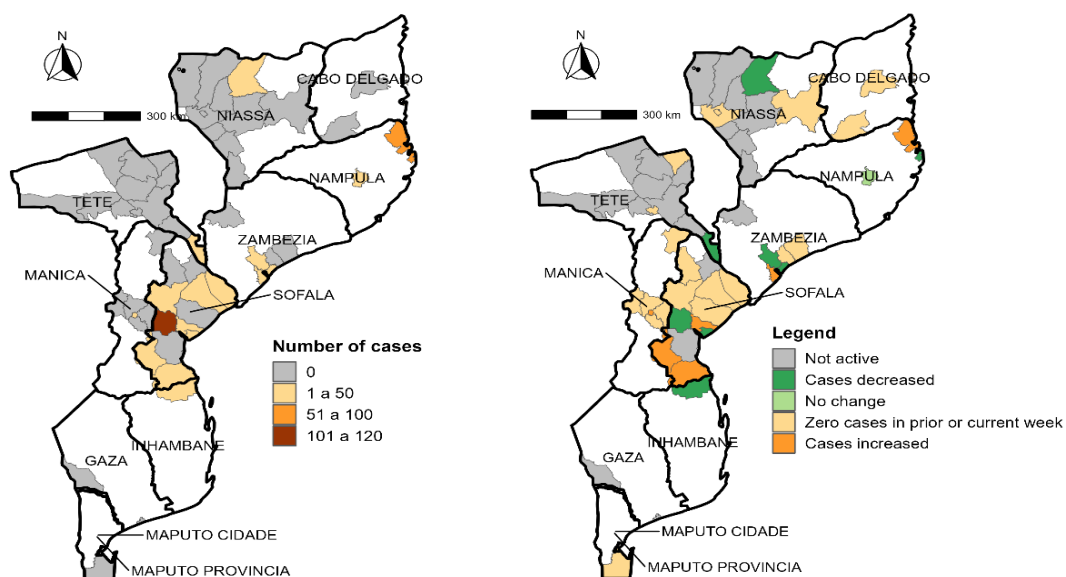 N
300 km
CABO DELGADO
NIASSA
NAMPULA
TETE
ZAMBEZIA
MANICA
SOFALA
Number of cases
0
1 a 50
51 a 100
101 a 120
INHAMBANE
GAZA
MAPUTO CIDADE
MAPUTO PROVINCIA
N
300 km
CABO DELGADO
NIASSA
NAMPULA
TETE
ZAMBEZIA
MANICA
SOFALA
Legend
Not active
Cases decreased
No change
Zero cases in prior or current week
Cases increased
INHAMBANE
GAZA
MAPUTO CIDADE
MAPUTO PROVINCIA